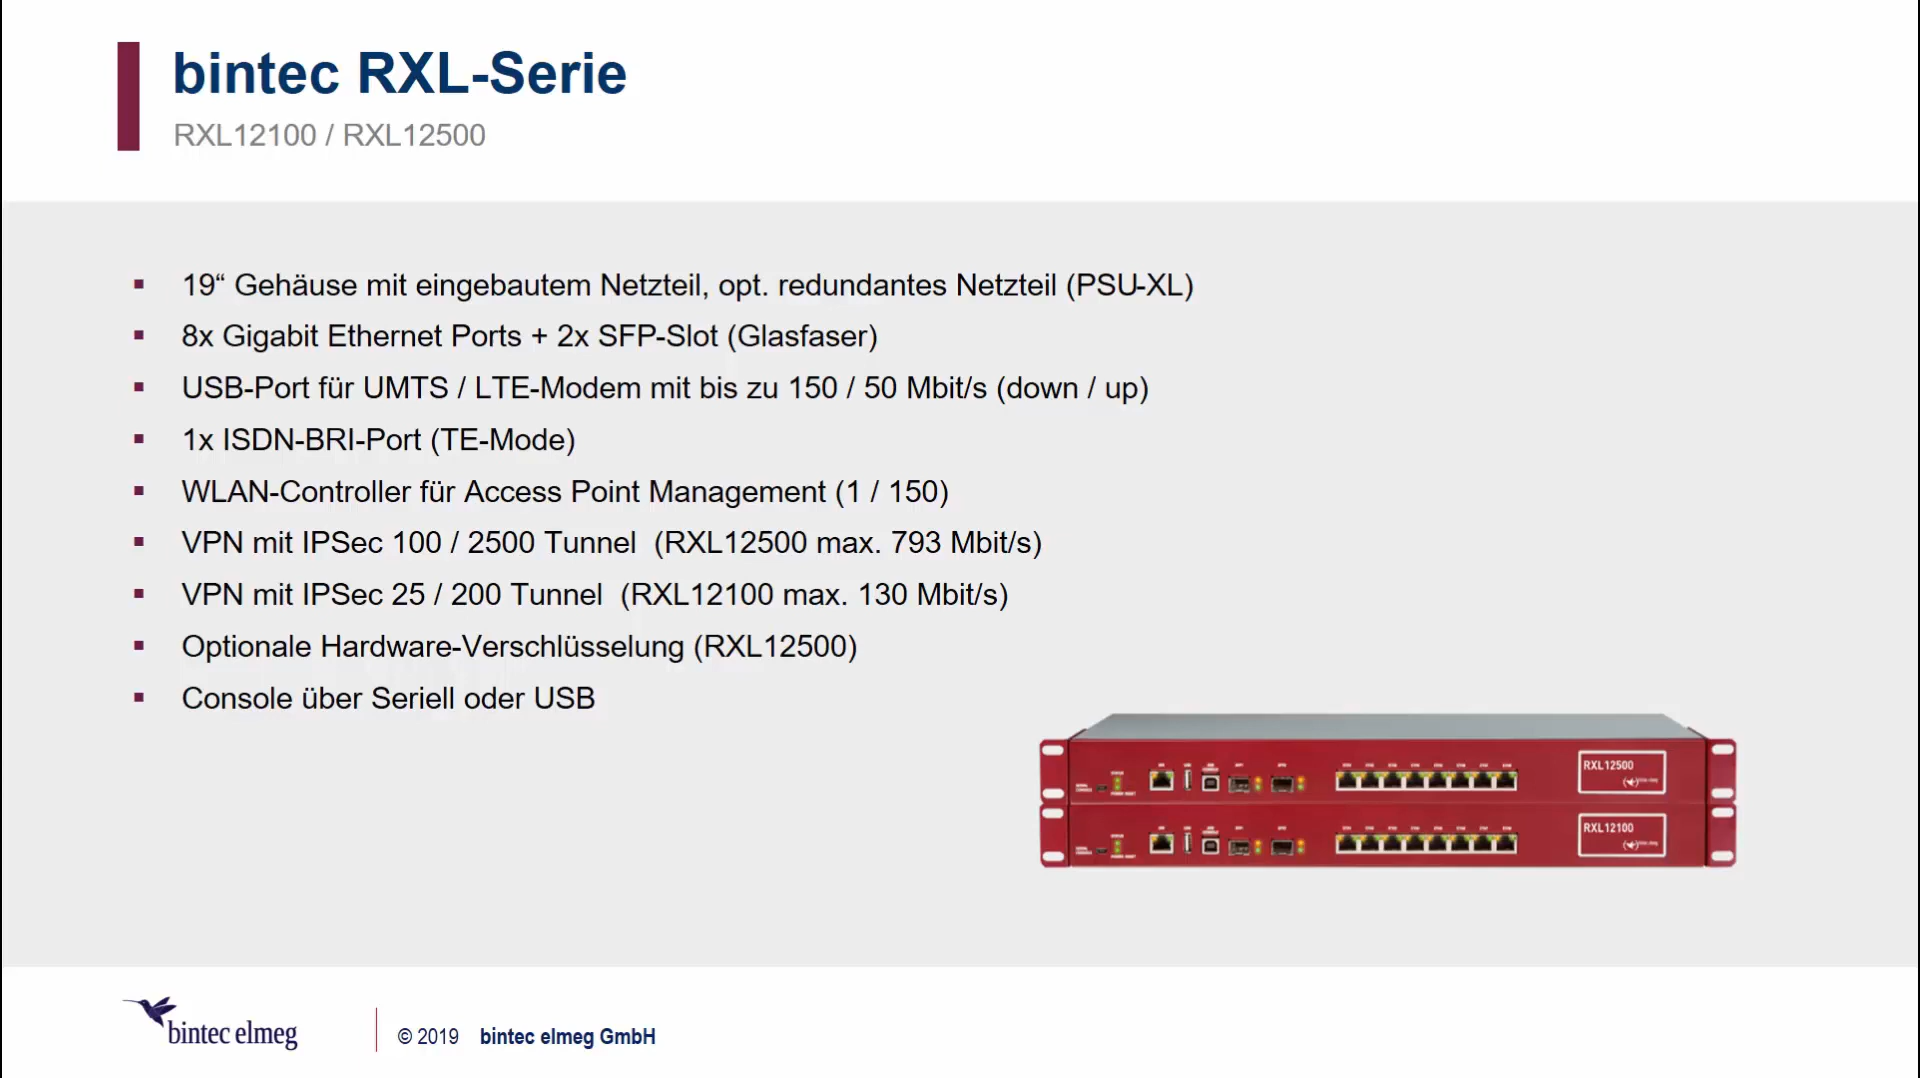 bintec RXL-Serie
RXL12100 / RXL12500
19“ Gehäuse mit eingebautem Netzteil, opt. redundantes Netzteil (PSU-XL)
8x Gigabit Ethernet Ports + 2x SFP-Slot (Glasfaser)
USB-Port für UMTS / LTE-Modem mit bis zu 150 / 50 Mbit/s (down / up)
1x ISDN-BRI-Port (TE-Mode)
WLAN-Controller für Access Point Management (1 / 150)
VPN mit IPSec 100 / 2500 Tunnel (RXL12500 max. 793 Mbit/s)
VPN mit IPSec 25 / 200 Tunnel (RXL12100 max. 130 Mbit/s)
Optionale Hardware-Verschlüsselung (RXL12500)
Console über Seriell oder USB
RXL12500
RXL12100
bintec elmeg
© 2019 bintec elmeg GmbH